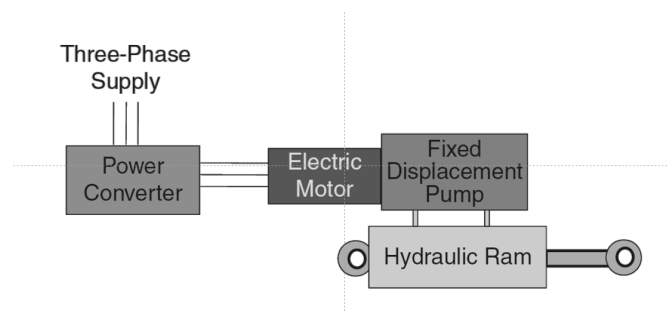 Three-Phase
Supply
Power
Converter
Electric
Motor
Fixed
Displacement
Pump
Hydraulic Ram